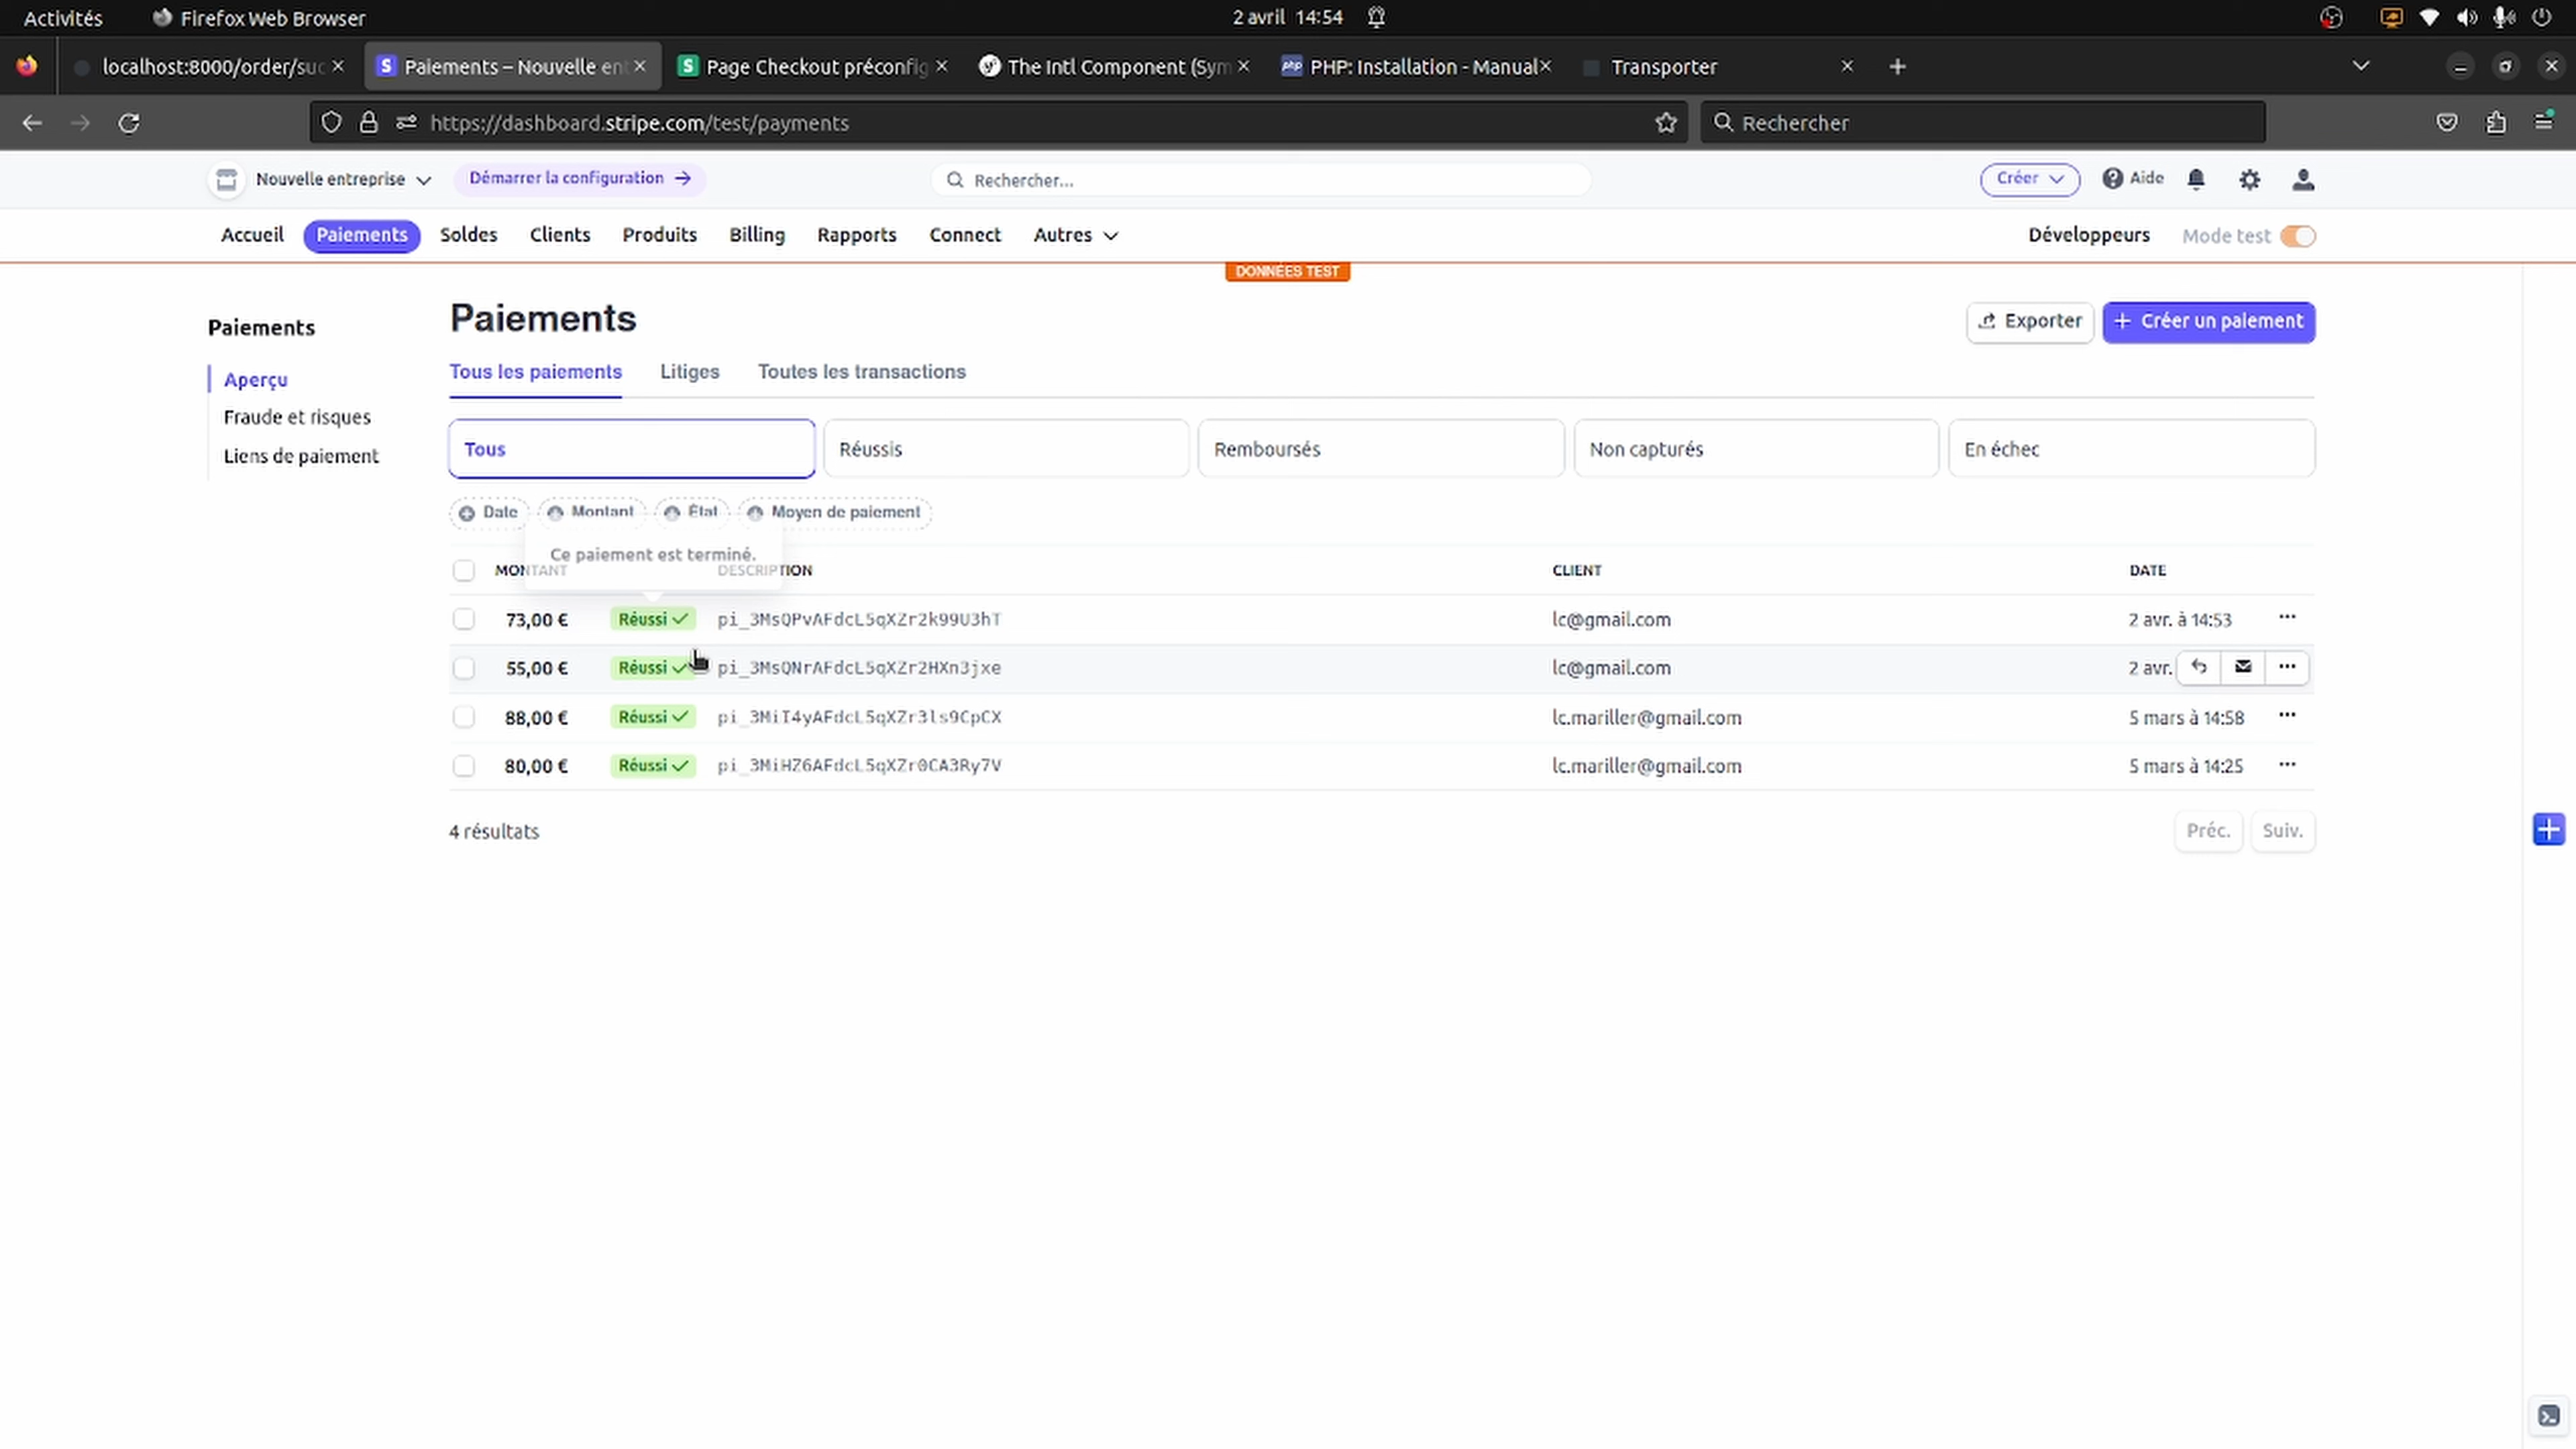 Activités Firefox Web Browser 2 avril 14:54
localhost:8000/order/suc Paiements – Nouvelle ent Page Checkout préconfig The Intl Component (Sym PHP: Installation - Manual Transporter
https://dashboard.stripe.com/test/payments Rechercher
Nouvelle entreprise Démarrer la configuration → Rechercher... Créer Aide
Accueil Paiements Soldes Clients Produits Billing Rapports Connect Autres Développeurs Mode test
DONNÉES TEST
Paiements
Aperçu
Fraude et risques
Liens de paiement
Paiements
Exporter + Créer un paiement
Tous les paiements Litiges Toutes les transactions
Tous Réussis Remboursés Non capturés En échec
Date Montant État Moyen de paiement
Ce paiement est terminé.
MONTANT DESCRIPTION CLIENT DATE
73,00 € Réussi ✓ pi_3MsQPvAFdcL5qXZr2k99U3hT lc@gmail.com 2 avr. à 14:53 ...
55,00 € Réussi ✓ pi_3MsQNrAFdcL5qXZr2HXn3jxe lc@gmail.com 2 avr. ...
88,00 € Réussi ✓ pi_3MiI4yAFdcL5qXZr3ls9CpCX lc.mariller@gmail.com 5 mars à 14:58 ...
80,00 € Réussi ✓ pi_3MiHZ6AFdcL5qXZr0CA3Ry7V lc.mariller@gmail.com 5 mars à 14:25 ...
4 résultats Préc. Suiv.